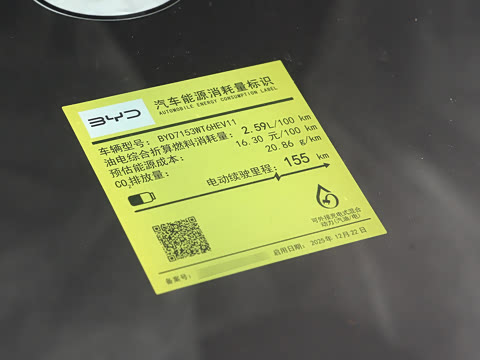 BYD
汽车能源消耗量标识
AUTOMOBILE ENERGY CONSUMPTION LABEL
车辆型号: BYD7153WT6HEV11
油电综合折算燃料消耗量: 2.59L/100 km
预估能源成本: 16.30 元/100 km
CO₂排放量: 20.86 g/km
电动续驶里程: 155 km
可外接充电式混合
动力(汽油/电)
备案号:
启用日期: 2025年 12月 22日